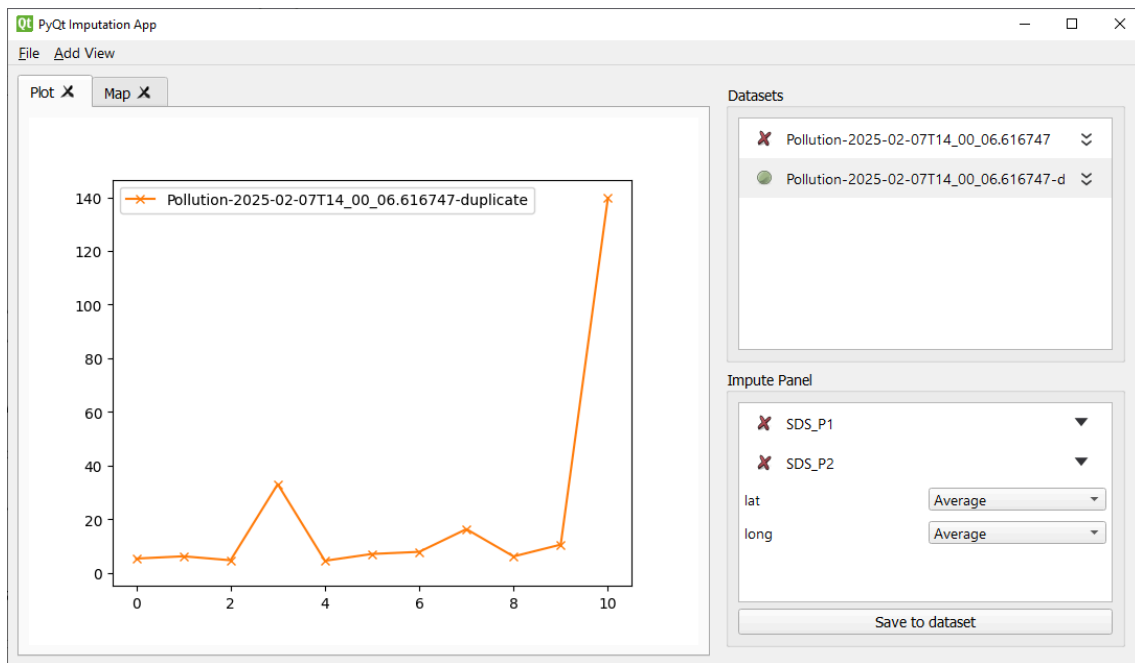 Qt PyQt Imputation App
File Add View
Plot Map
Datasets
Pollution-2025-02-07T14_00_06.616747
Pollution-2025-02-07T14_00_06.616747-d
Pollution-2025-02-07T14_00_06.616747-duplicate
140
120
100
80
60
40
20
0
0 2 4 6 8 10
Impute Panel
SDS_P1
SDS_P2
lat Average
long Average
Save to dataset